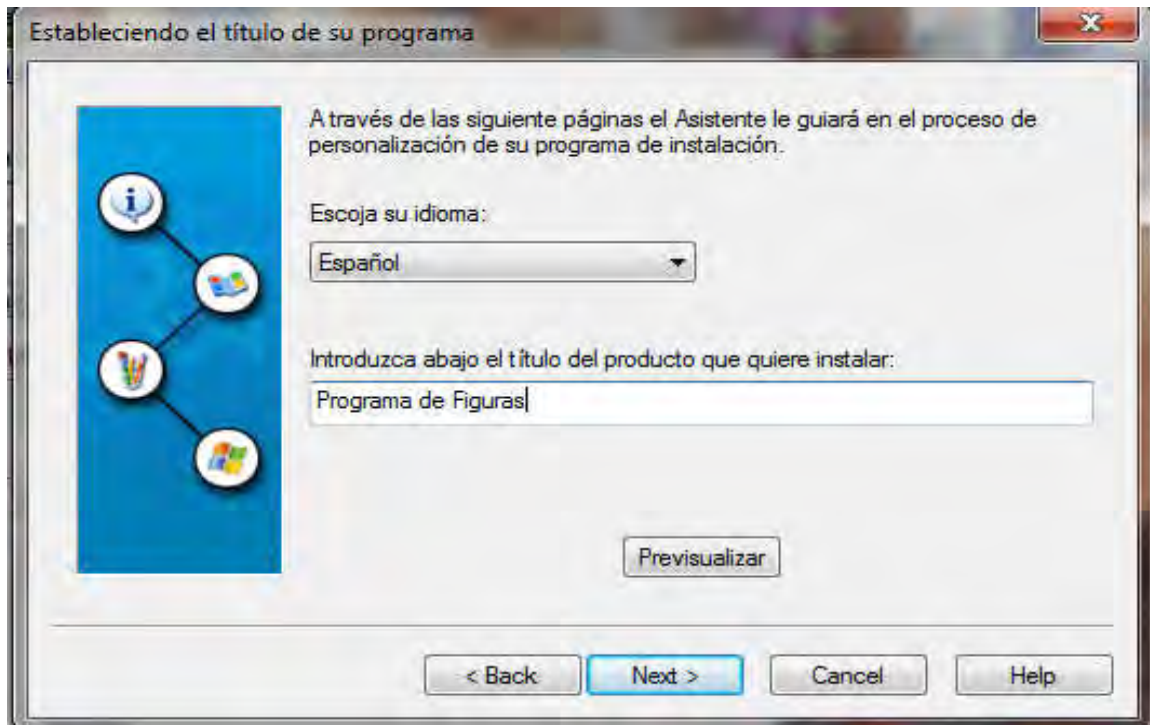 Estableciendo el título de su programa
A través de las siguiente páginas el Asistente le guiará en el proceso de
personalización de su programa de instalación.
Escoja su idioma:
Español
Introduzca abajo el título del producto que quiere instalar:
Programa de Figuras
Previsualizar
< Back
Next >
Cancel
Help